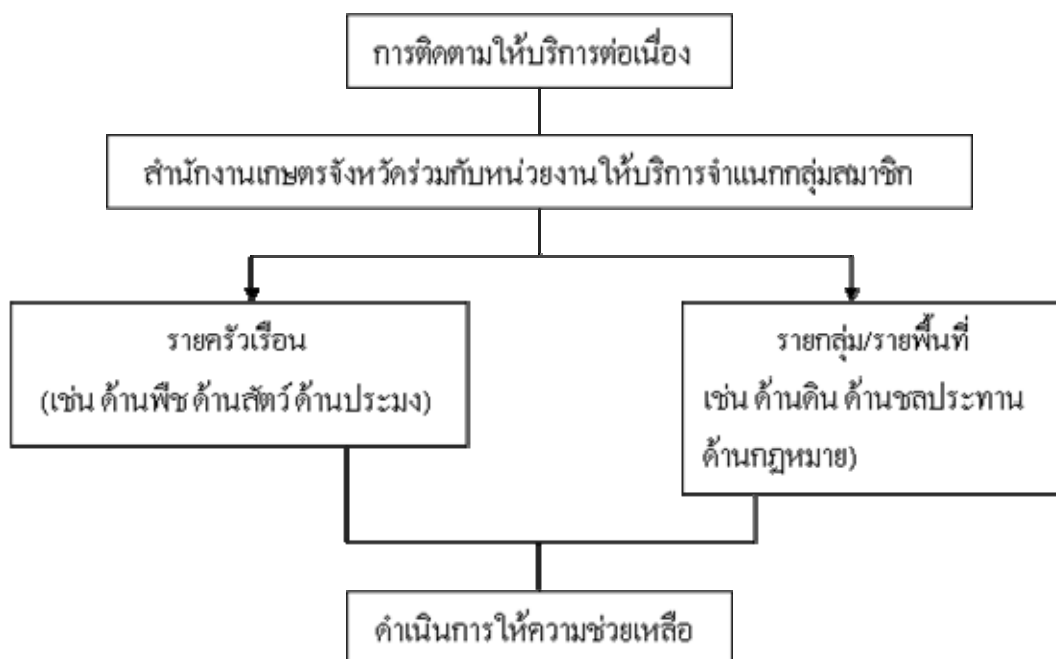 การติดตามให้บริการต่อเนื่อง
สำนักงานเกษตรจังหวัดร่วมกับหน่วยงานให้บริการจำแนกกลุ่มสมาชิก
รายครัวเรือน
(เช่น ด้านพืช ด้านสัตว์ ด้านประมง)
รายกลุ่ม/รายพื้นที่
เช่น ด้านดิน ด้านชลประทาน
ด้านกฎหมาย)
ดำเนินการให้ความช่วยเหลือ